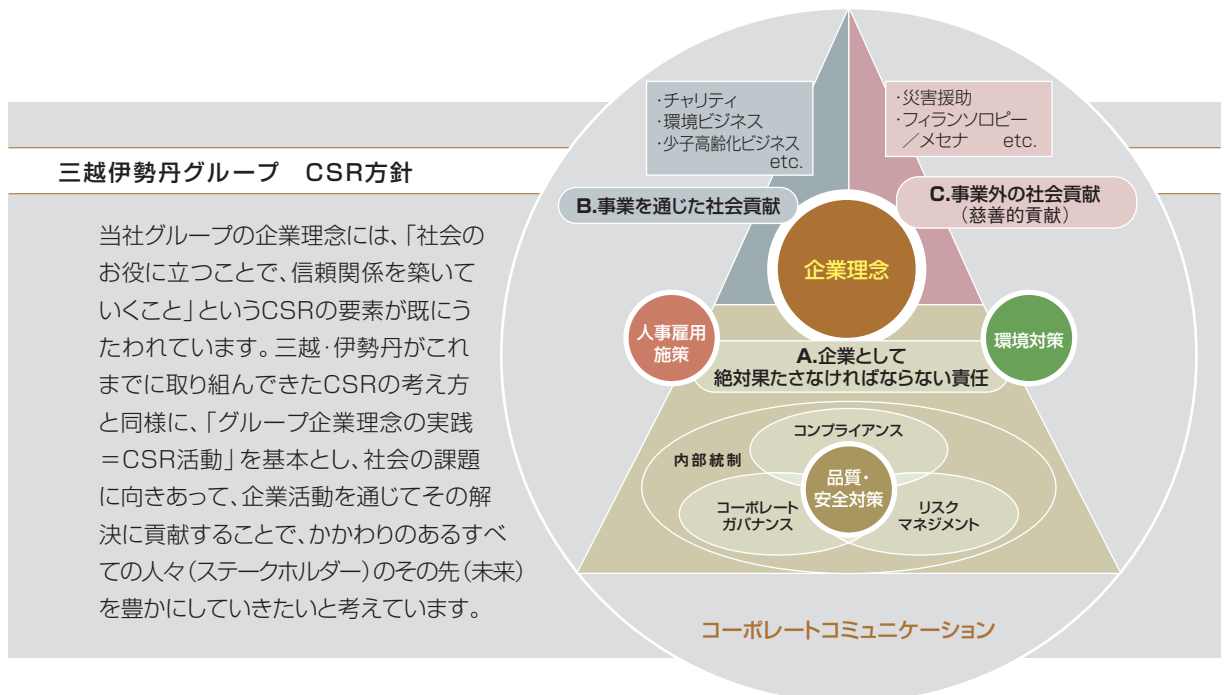 三越伊勢丹グループ　CSR方針
当社グループの企業理念には、「社会の
お役に立つことで、信頼関係を築いて
いくこと」というCSRの要素が既にう
たわれています。三越・伊勢丹がこれ
までに取り組んできたCSRの考え方
と同様に、「グループ企業理念の実践
＝CSR活動」を基本とし、社会の課題
に向きあって、企業活動を通じてその解
決に貢献することで、かかわりのあるすべ
ての人々（ステークホルダー）のその先（未来）
を豊かにしていきたいと考えています。
・チャリティ
・環境ビジネス
・少子高齢化ビジネス
etc.
B.事業を通じた社会貢献
・災害援助
・フィランソロピー
／メセナ　etc.
C.事業外の社会貢献
（慈善的貢献）
企業理念
人事雇用
施策
環境対策
A.企業として
絶対果たさなければならない責任
コンプライアンス
内部統制
品質・
安全対策
コーポレート
ガバナンス
リスク
マネジメント
コーポレートコミュニケーション